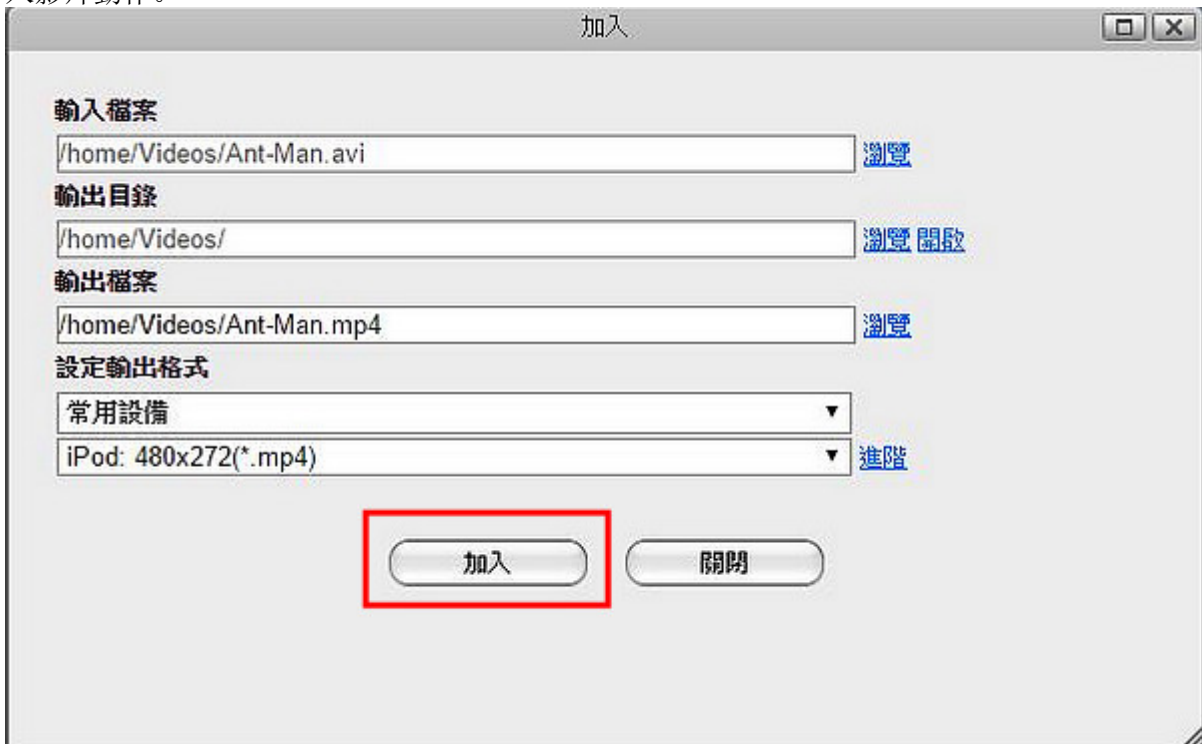 加入
輸入檔案
/home/Videos/Ant-Man.avi 瀏覽
輸出目錄
/home/Videos/ 瀏覽 開啟
輸出檔案
/home/Videos/Ant-Man.mp4 瀏覽
設定輸出格式
常用設備
iPod: 480x272(*.mp4) 進階
加入 關閉